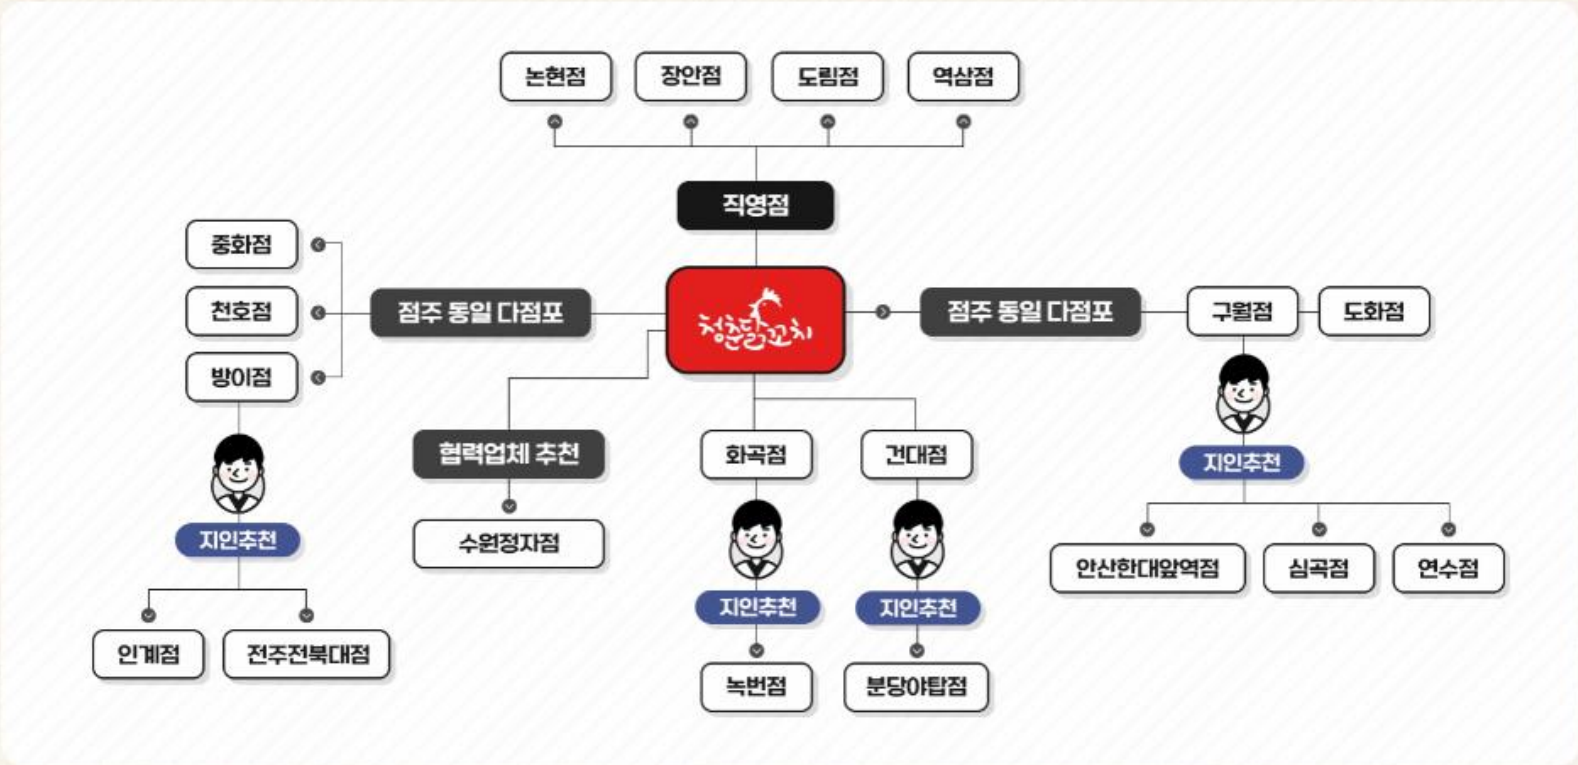 논현점
장안점
도림점
역삼점
직영점
중화점
천호점
방이점
점주 동일 다점포
청춘닭꼬치
점주 동일 다점포
구월점
도화점
협력업체 추천
수원정자점
화곡점
건대점
지인추천
인계점
전주전북대점
지인추천
녹번점
지인추천
분당야탑점
지인추천
안산한대앞역점
심곡점
연수점